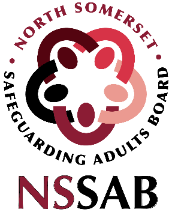 • NORTH SOMERSET •
SAFEGUARDING ADULTS BOARD
NSSAB